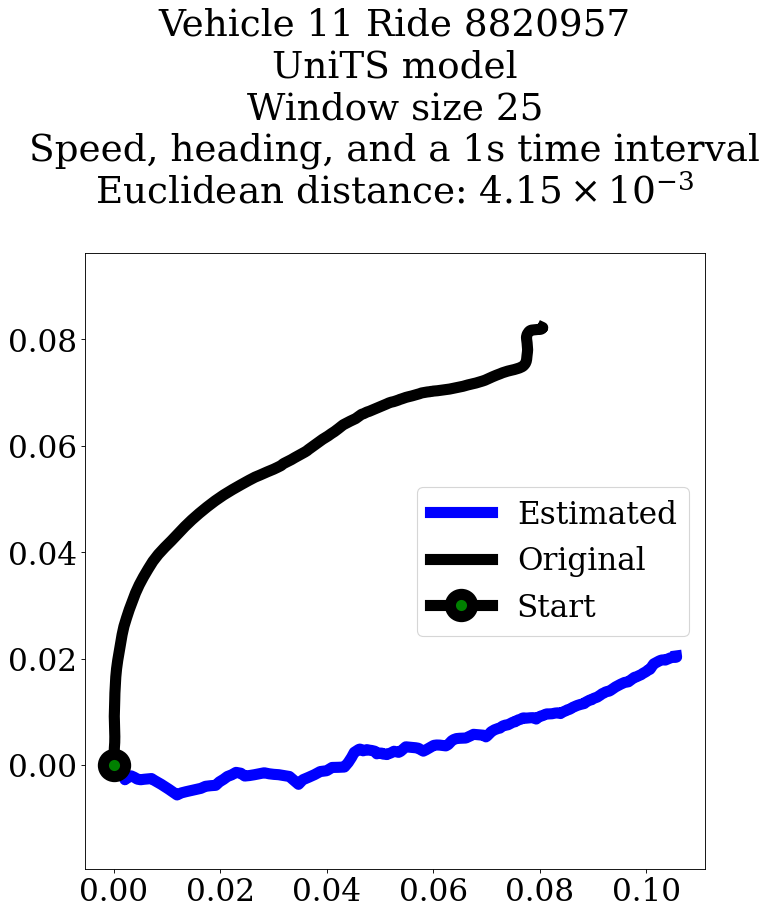 Vehicle 11 Ride 8820957
UniTS model
Window size 25
Speed, heading, and a 1s time interval
Euclidean distance: 4.15 × 10⁻³
0.08
0.06
0.04
0.02
0.00
Estimated
Original
Start
0.00 0.02 0.04 0.06 0.08 0.10